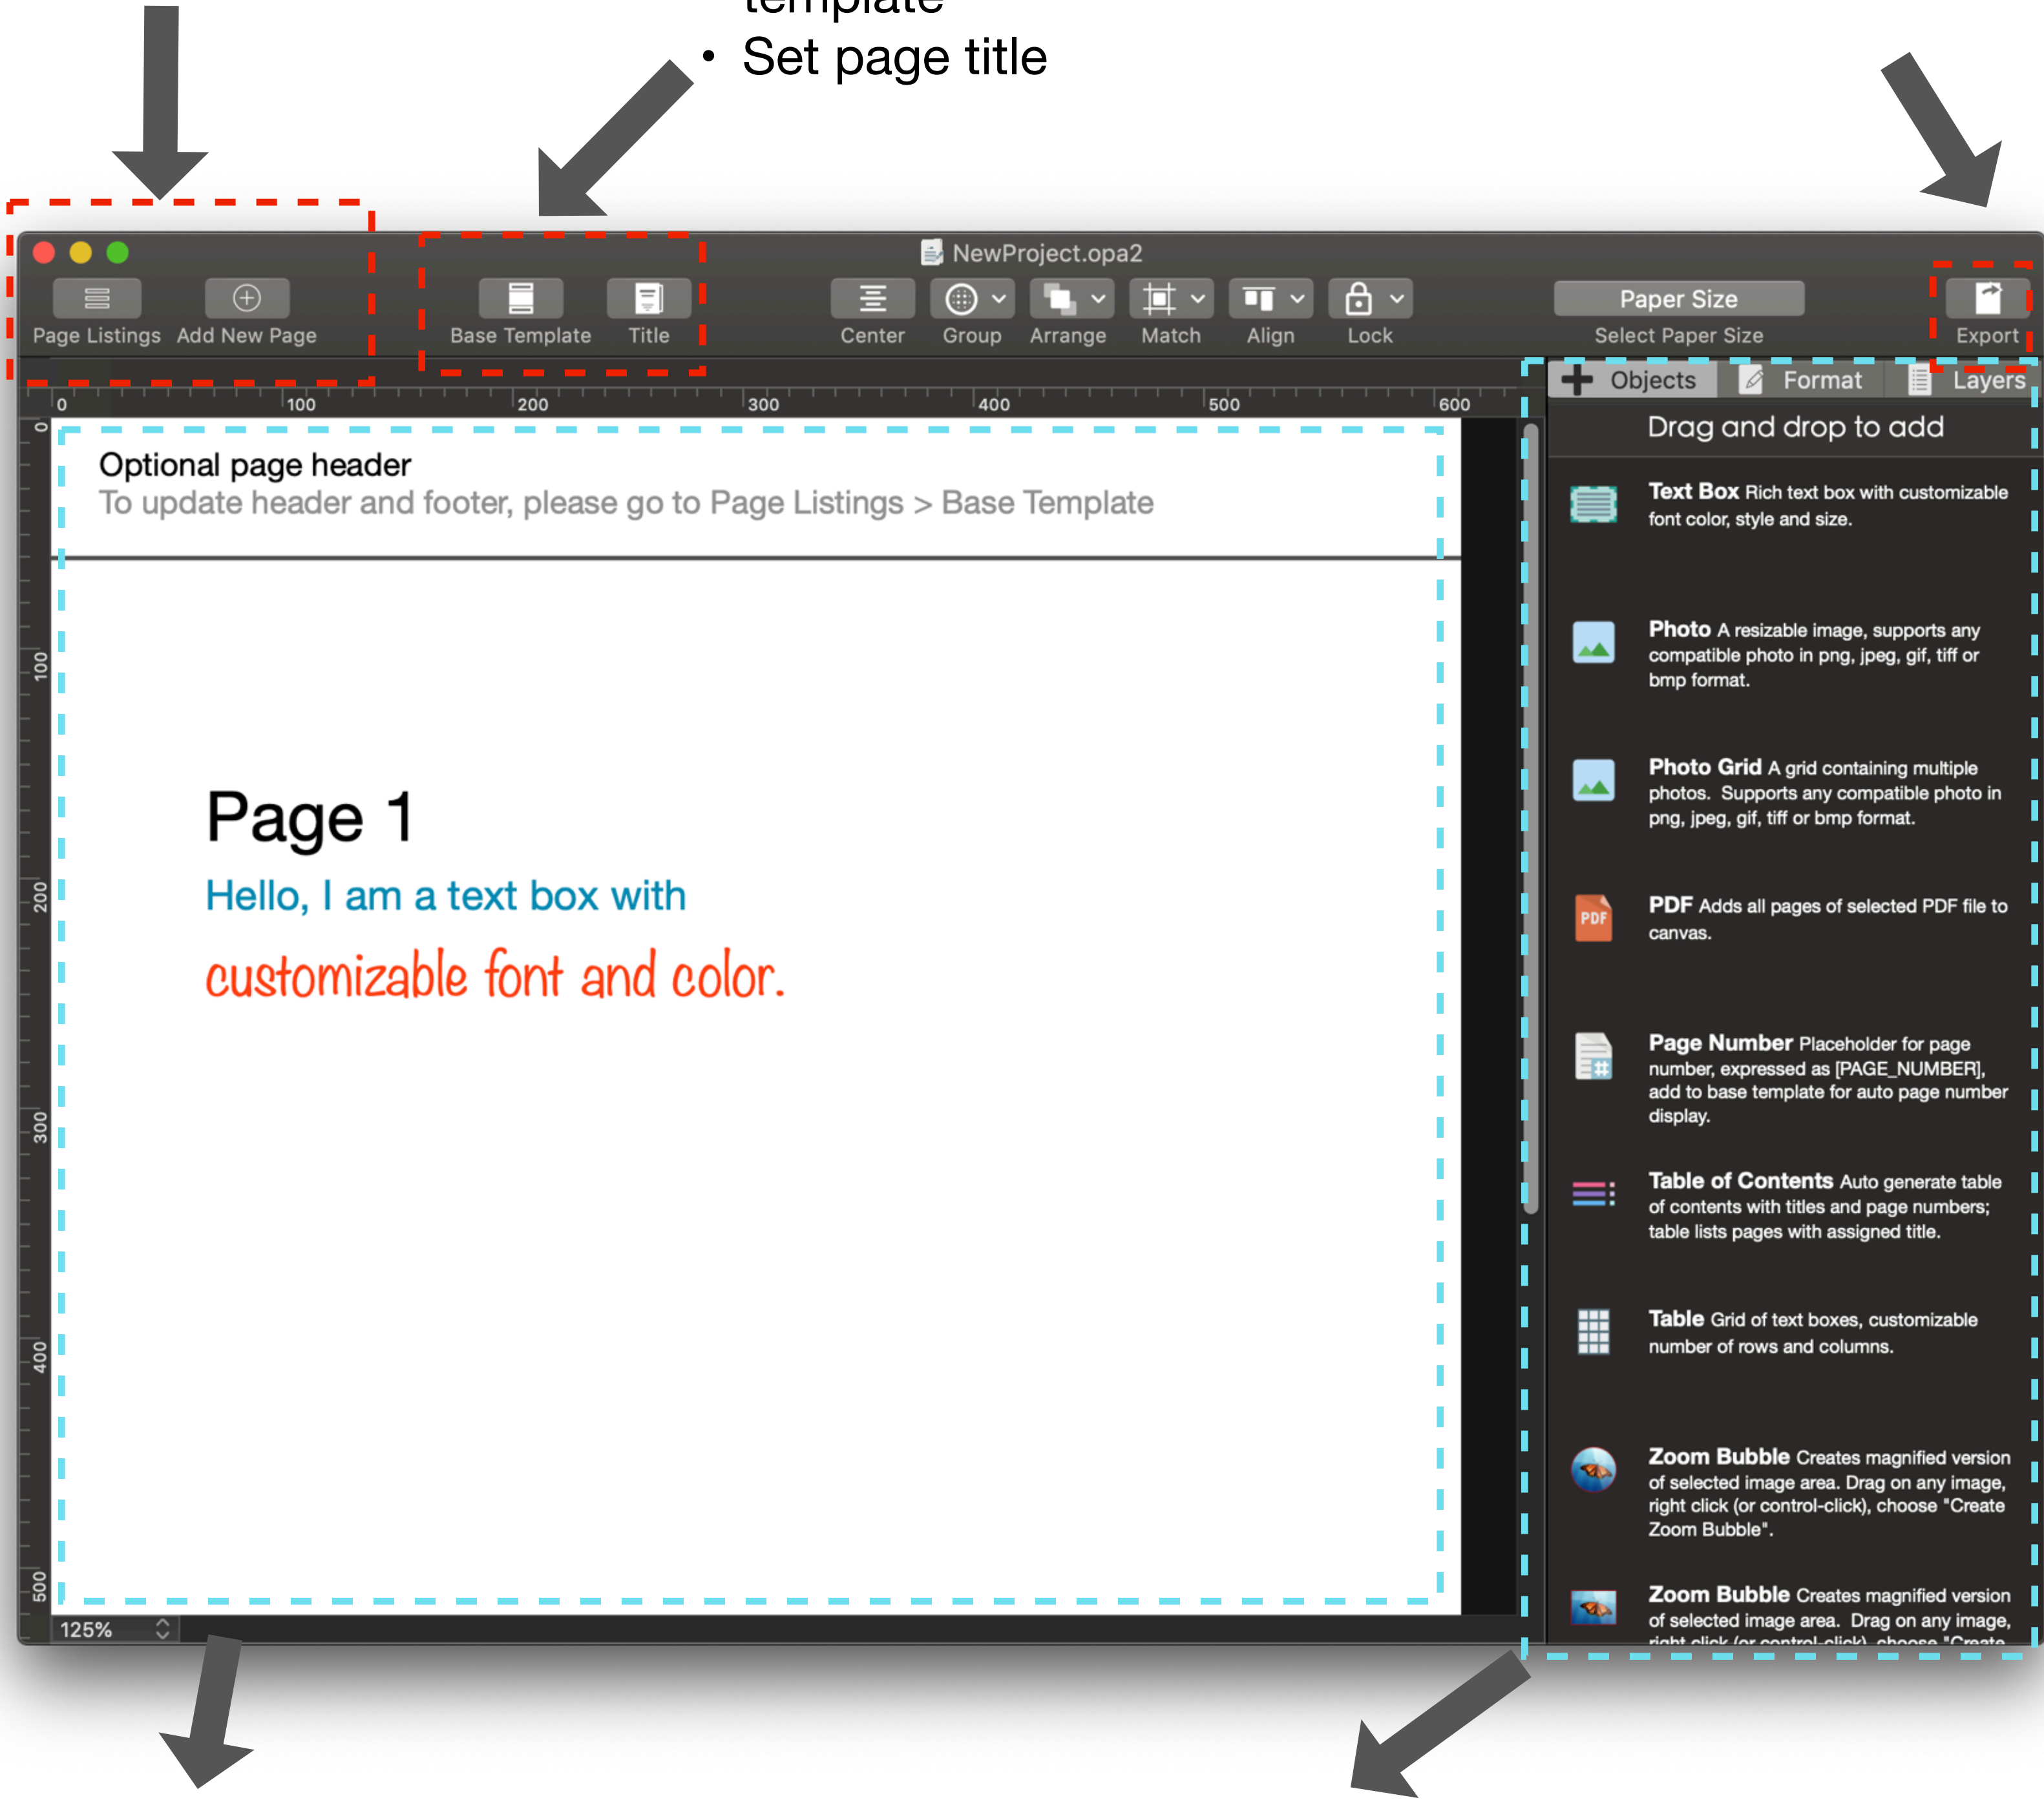 template
• Set page title
NewProject.opa2
Page Listings
Add New Page
Base Template
Title
Center
Group
Arrange
Match
Align
Lock
Paper Size
Select Paper Size
Export
0 100 200 300 400 500 600
Objects
Format
Layers
0
100
200
300
400
500
Optional page header
To update header and footer, please go to Page Listings > Base Template
Page 1
Hello, I am a text box with
customizable font and color.
125%
Drag and drop to add
Text Box Rich text box with customizable
font color, style and size.
Photo A resizable image, supports any
compatible photo in png, jpeg, gif, tiff or
bmp format.
Photo Grid A grid containing multiple
photos. Supports any compatible photo in
png, jpeg, gif, tiff or bmp format.
PDF
PDF Adds all pages of selected PDF file to
canvas.
Page Number Placeholder for page
number, expressed as [PAGE_NUMBER],
add to base template for auto page number
display.
Table of Contents Auto generate table
of contents with titles and page numbers;
table lists pages with assigned title.
Table Grid of text boxes, customizable
number of rows and columns.
Zoom Bubble Creates magnified version
of selected image area. Drag on any image,
right click (or control-click), choose "Create
Zoom Bubble".
Zoom Bubble Creates magnified version
of selected image area. Drag on any image,
right click (or control-click), choose "Create